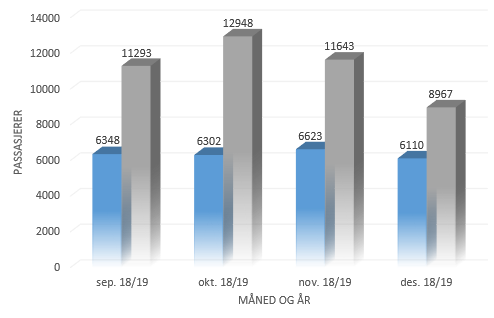 14000
12000
10000
8000
6000
4000
2000
0
PASSASJERER
6348
11293
6302
12948
6623
11643
6110
8967
sep. 18/19
okt. 18/19
nov. 18/19
des. 18/19
MÅNED OG ÅR